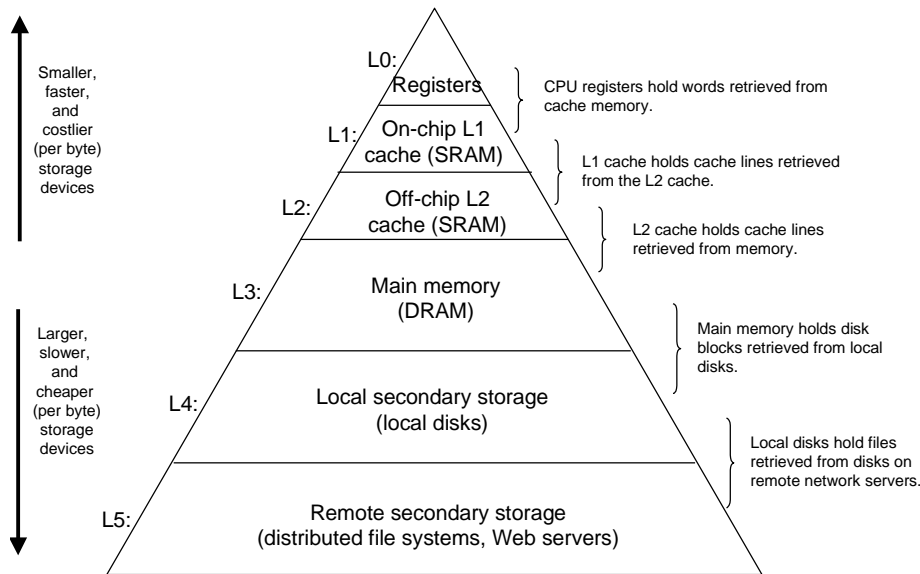 Smaller,
faster,
and
costlier
(per byte)
storage
devices
Larger,
slower,
and
cheaper
(per byte)
storage
devices
L0:
Registers
CPU registers hold words retrieved from
cache memory.
L1:
On-chip L1
cache (SRAM)
L1 cache holds cache lines retrieved
from the L2 cache.
L2:
Off-chip L2
cache (SRAM)
L2 cache holds cache lines
retrieved from memory.
L3:
Main memory
(DRAM)
Main memory holds disk
blocks retrieved from local
disks.
L4:
Local secondary storage
(local disks)
Local disks hold files
retrieved from disks on
remote network servers.
L5:
Remote secondary storage
(distributed file systems, Web servers)